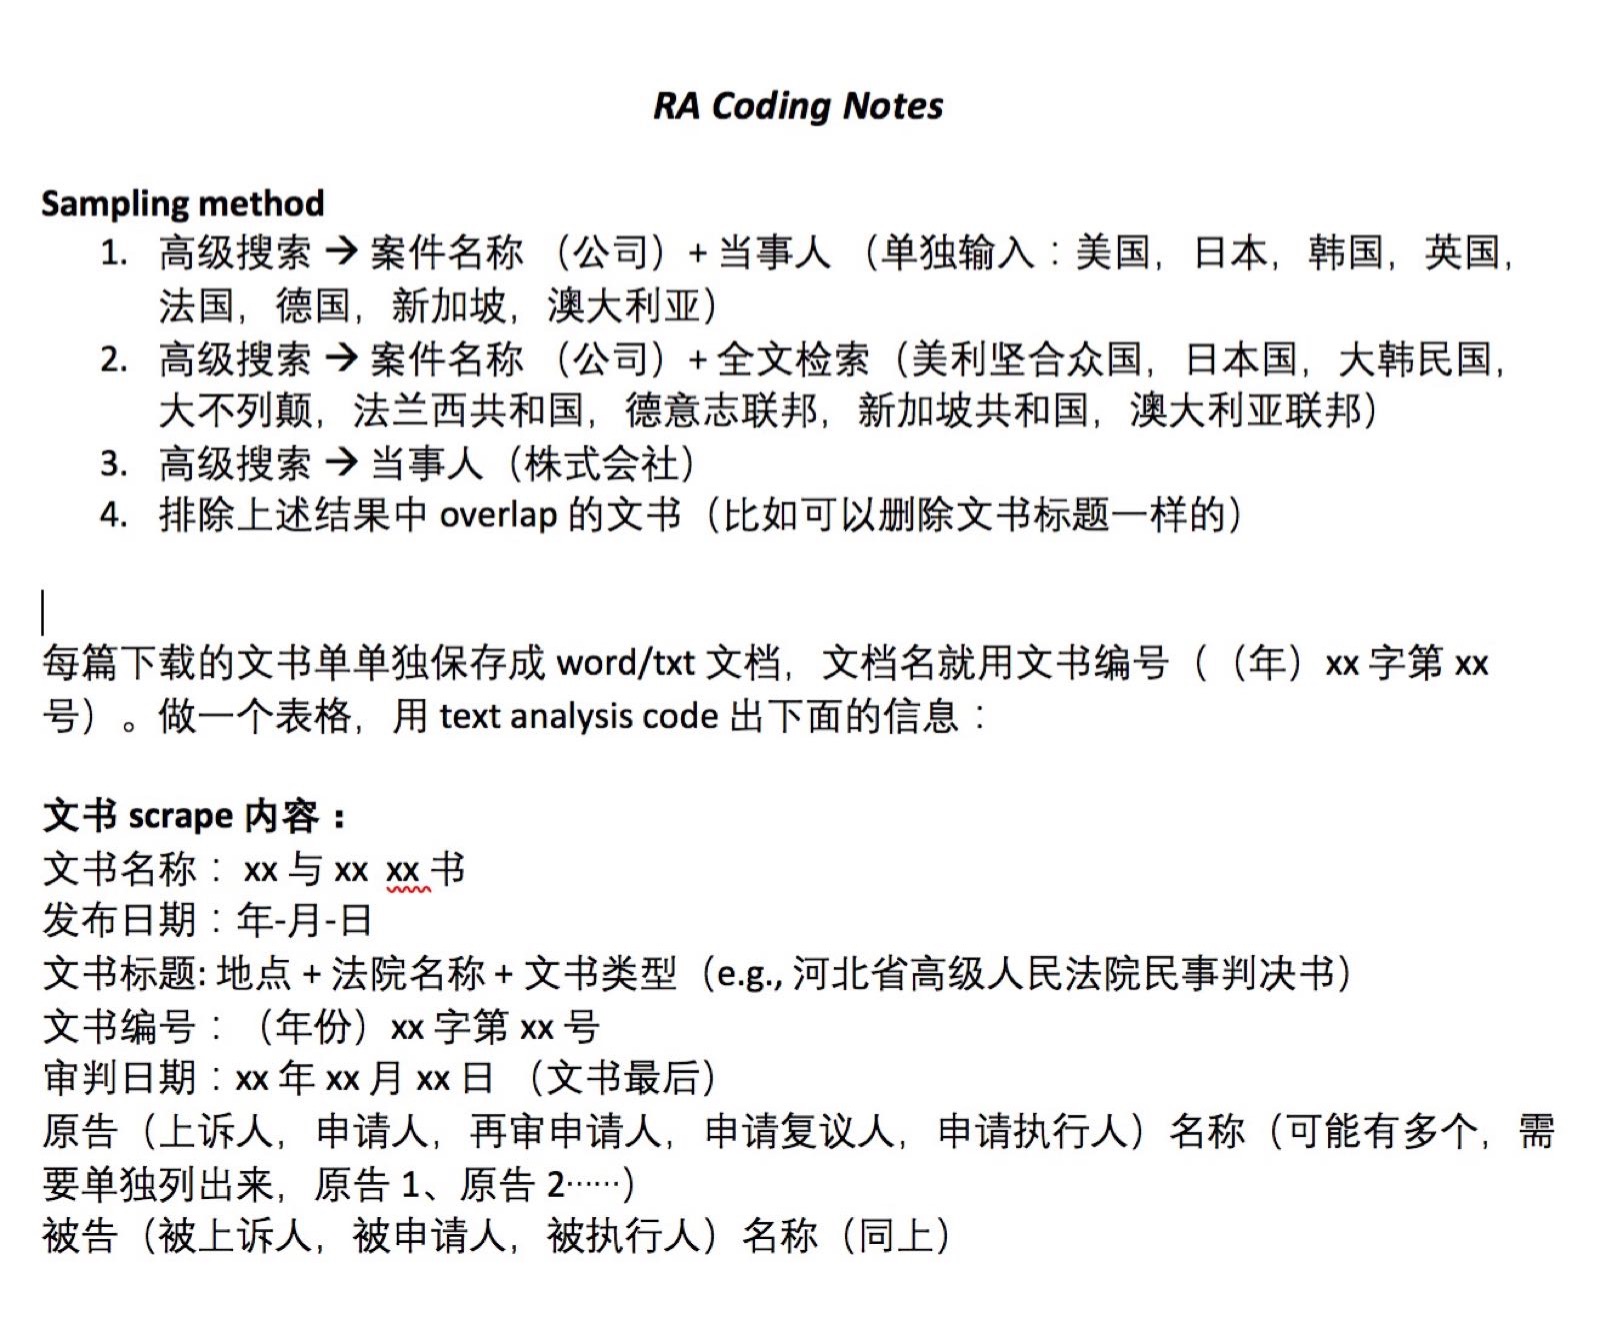 RA Coding Notes
Sampling method
1. 高级搜索 → 案件名称 （公司）+ 当事人 （单独输入：美国，日本，韩国，英国，
法国，德国，新加坡，澳大利亚）
2. 高级搜索 → 案件名称 （公司）+ 全文检索（美利坚合众国，日本国，大韩民国，
大不列颠，法兰西共和国，德意志联邦，新加坡共和国，澳大利亚联邦）
3. 高级搜索 → 当事人（株式会社）
4. 排除上述结果中 overlap 的文书（比如可以删除文书标题一样的）
每篇下载的文书单单独保存成 word/txt 文档，文档名就用文书编号（（年）xx 字第 xx
号）。做一个表格，用 text analysis code 出下面的信息：
文书 scrape 内容：
文书名称： xx 与 xx xx 书
发布日期：年-月-日
文书标题: 地点 + 法院名称 + 文书类型（e.g., 河北省高级人民法院民事判决书）
文书编号：（年份）xx 字第 xx 号
审判日期：xx 年 xx 月 xx 日 （文书最后）
原告（上诉人，申请人，再审申请人，申请复议人，申请执行人）名称（可能有多个，需
要单独列出来，原告 1、原告 2……）
被告（被上诉人，被申请人，被执行人）名称（同上）